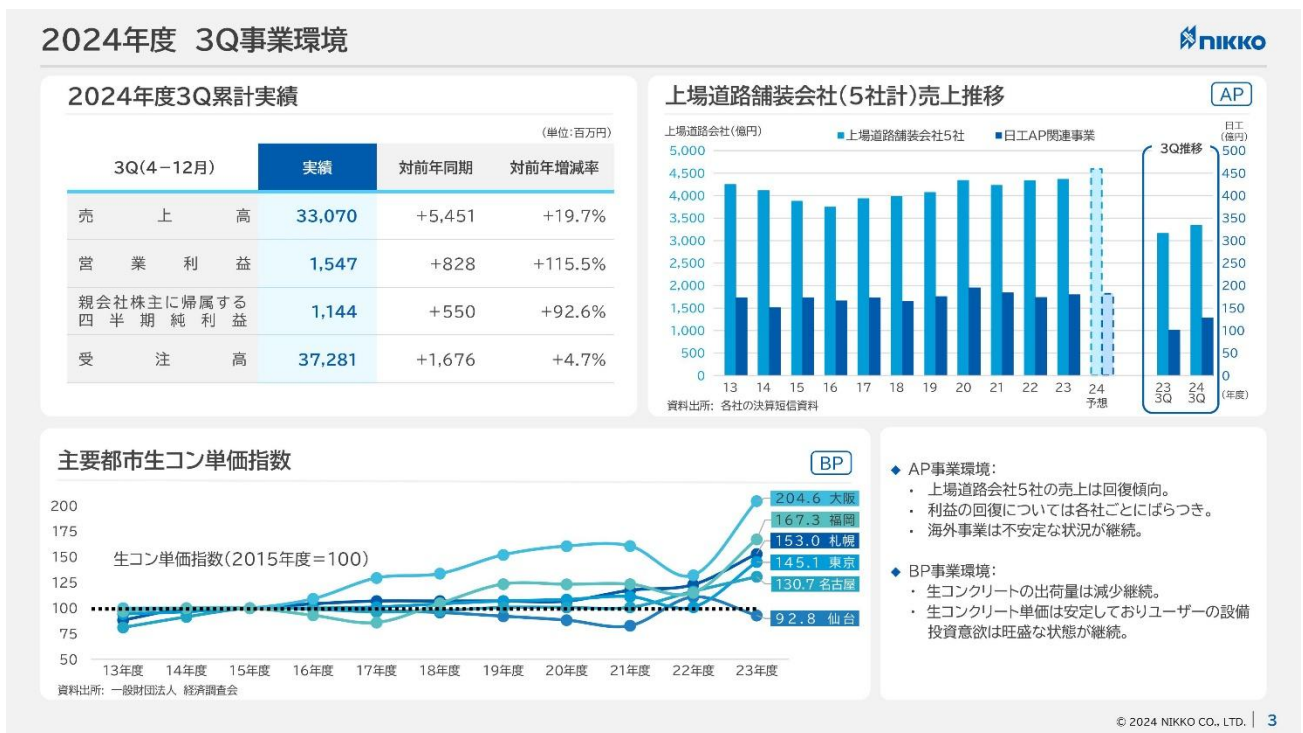 2024年度 3Q事業環境
NIKKO
2024年度3Q累計実績
(単位:百万円)
3Q(4-12月) 実績 対前年同期 対前年増減率
売上高 33,070 +5,451 +19.7%
営業利益 1,547 +828 +115.5%
親会社株主に帰属する
四半期純利益 1,144 +550 +92.6%
受注高 37,281 +1,676 +4.7%
上場道路舗装会社(5社計)売上推移
AP
上場道路会社(億円)
■上場道路舗装会社5社 ■日工AP関連事業
日工
(億円)
3Q推移
5,000 500
4,500 450
4,000 400
3,500 350
3,000 300
2,500 250
2,000 200
1,500 150
1,000 100
500 50
0 0
13 14 15 16 17 18 19 20 21 22 23 24 23 24 (年度)
予想 3Q 3Q
資料出所: 各社の決算短信資料
主要都市生コン単価指数
BP
生コン単価指数(2015年度=100)
200
175
150
125
100
75
50
204.6 大阪
167.3 福岡
153.0 札幌
145.1 東京
130.7 名古屋
92.8 仙台
13年度 14年度 15年度 16年度 17年度 18年度 19年度 20年度 21年度 22年度 23年度
資料出所: 一般財団法人 経済調査会
◆ AP事業環境:
・ 上場道路会社5社の売上は回復傾向。
・ 利益の回復については各社ごとにばらつき。
・ 海外事業は不安定な状況が継続。
◆ BP事業環境:
・ 生コンクリートの出荷量は減少継続。
・ 生コンクリート単価は安定しておりユーザーの設備
投資意欲は旺盛な状態が継続。
© 2024 NIKKO CO., LTD. 3